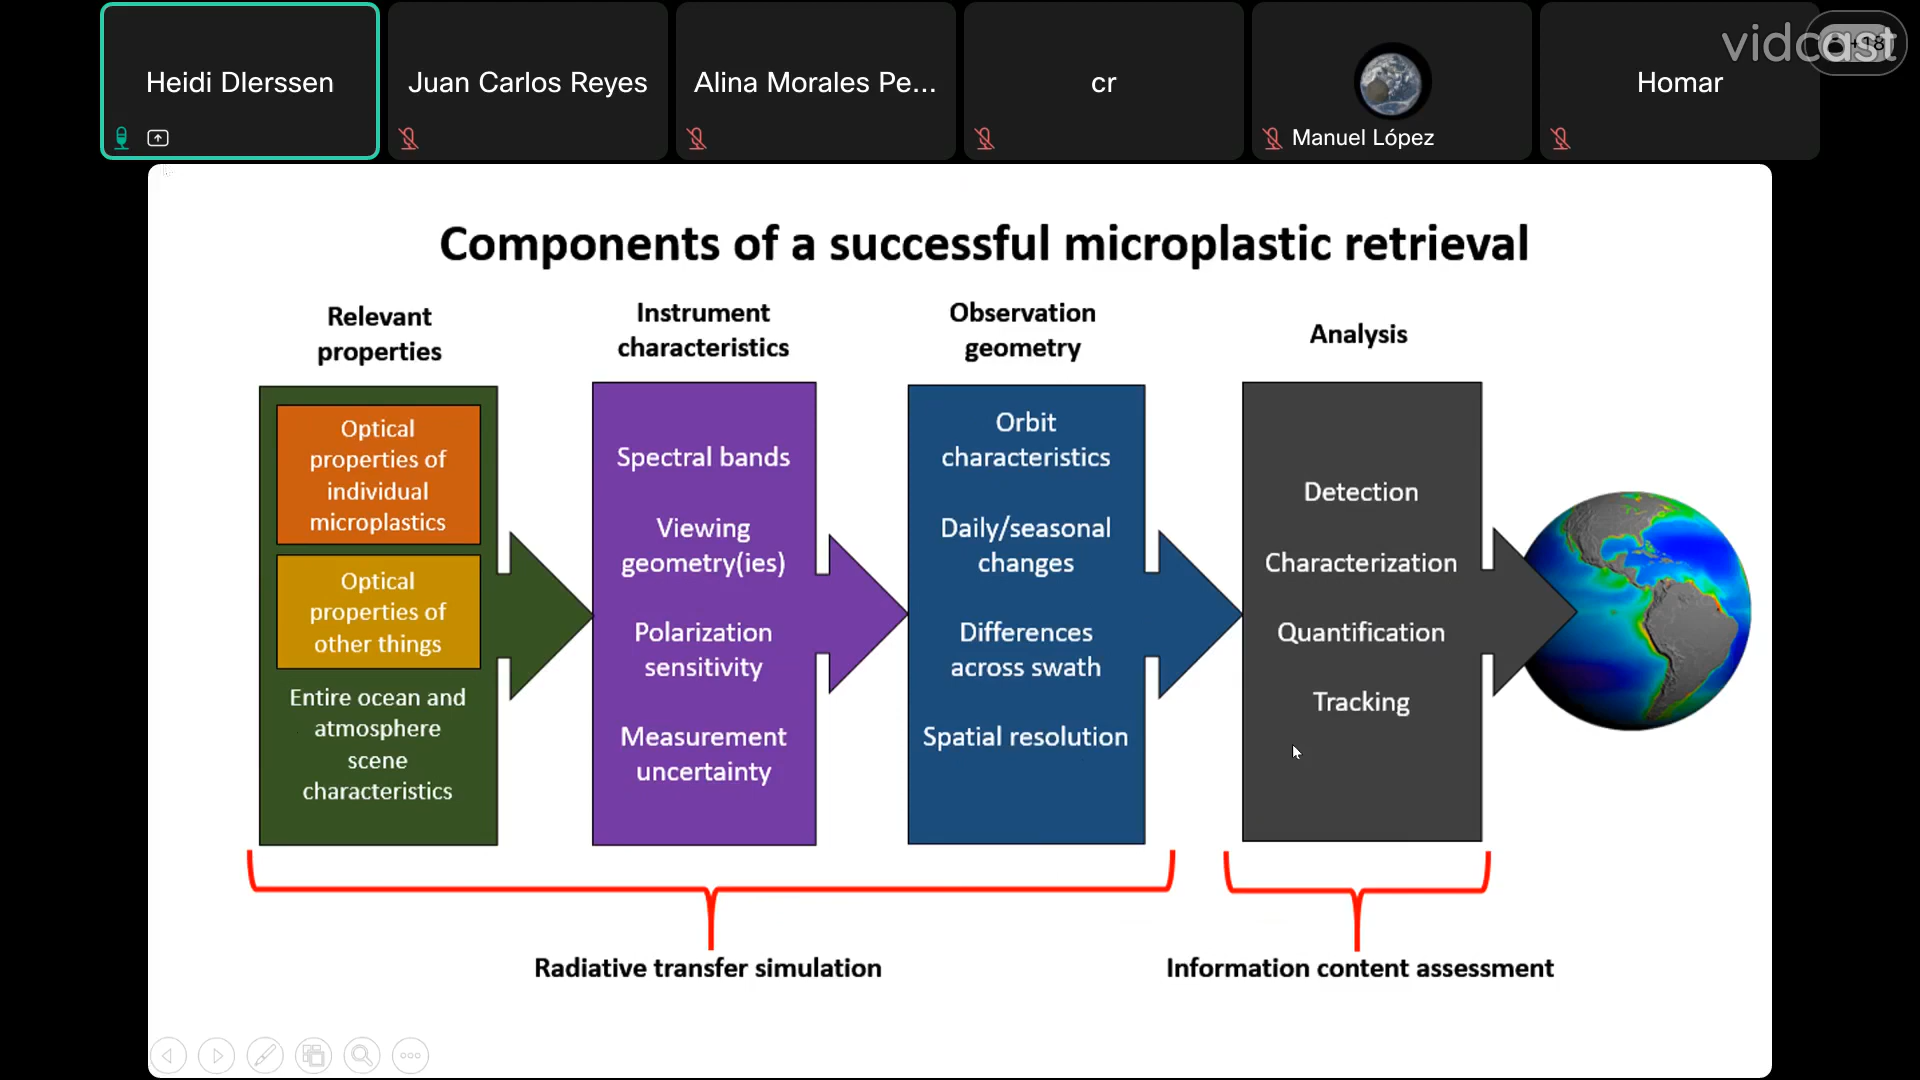 Heidi DIerssen
Juan Carlos Reyes
Alina Morales Pe...
cr
Manuel López
Homar
vidcast
Components of a successful microplastic retrieval
Relevant
properties
Optical
properties of
individual
microplastics
Optical
properties of
other things
Entire ocean and
atmosphere
scene
characteristics
Instrument
characteristics
Spectral bands
Viewing
geometry(ies)
Polarization
sensitivity
Measurement
uncertainty
Observation
geometry
Orbit
characteristics
Daily/seasonal
changes
Differences
across swath
Spatial resolution
Analysis
Detection
Characterization
Quantification
Tracking
Radiative transfer simulation
Information content assessment